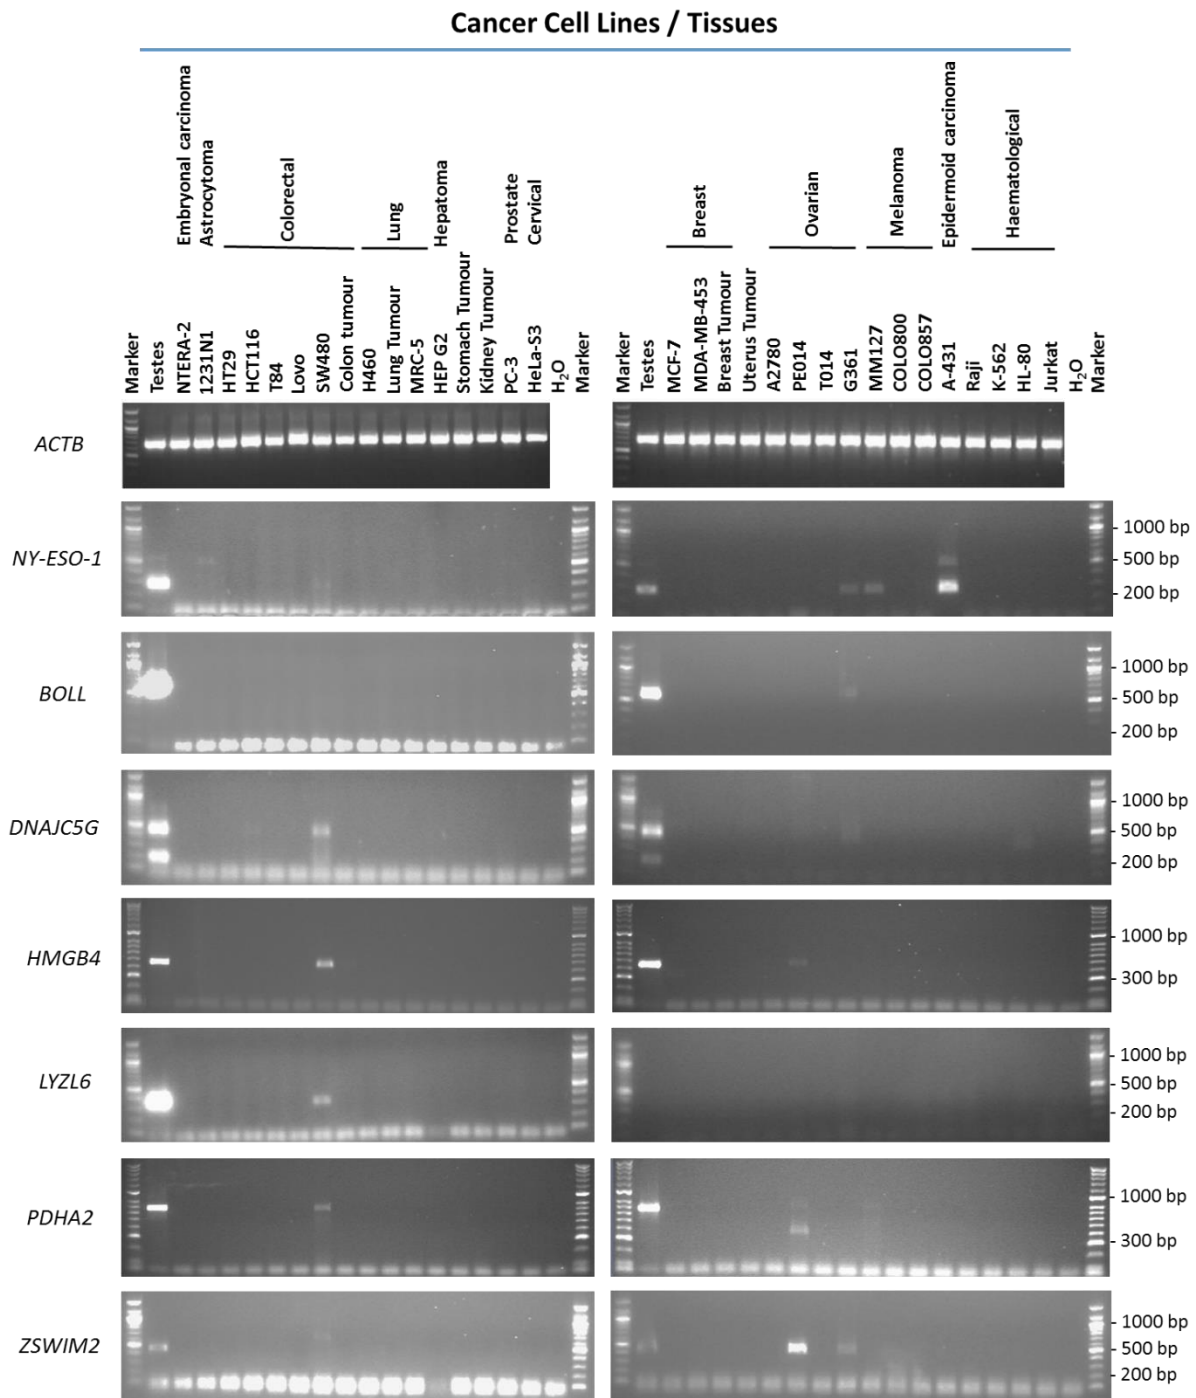 Cancer Cell Lines / Tissues
Embryonal carcinoma
Astrocytoma
Colorectal
Lung
Hepatoma
Prostate
Cervical
Breast
Ovarian
Melanoma
Epidermoid carcinoma
Haematological
Marker
Testes
NTERA-2
1231N1
HT29
HCT116
T84
Lovo
SW480
Colon tumour
H460
Lung Tumour
MRC-5
HEP G2
Stomach Tumour
Kidney Tumour
PC-3
HeLa-S3
H2O
Marker
Marker
Testes
MCF-7
MDA-MB-453
Breast Tumour
Uterus Tumour
A2780
PE014
T014
G361
MM127
COLO800
COLO857
A-431
Raji
K-562
HL-80
Jurkat
H2O
Marker
ACTB
NY-ESO-1
- 1000 bp
- 500 bp
- 200 bp
BOLL
- 1000 bp
- 500 bp
- 200 bp
DNAJC5G
- 1000 bp
- 500 bp
- 200 bp
HMGB4
- 1000 bp
- 300 bp
LYZL6
- 1000 bp
- 500 bp
- 200 bp
PDHA2
- 1000 bp
- 300 bp
ZSWIM2
- 1000 bp
- 500 bp
- 200 bp